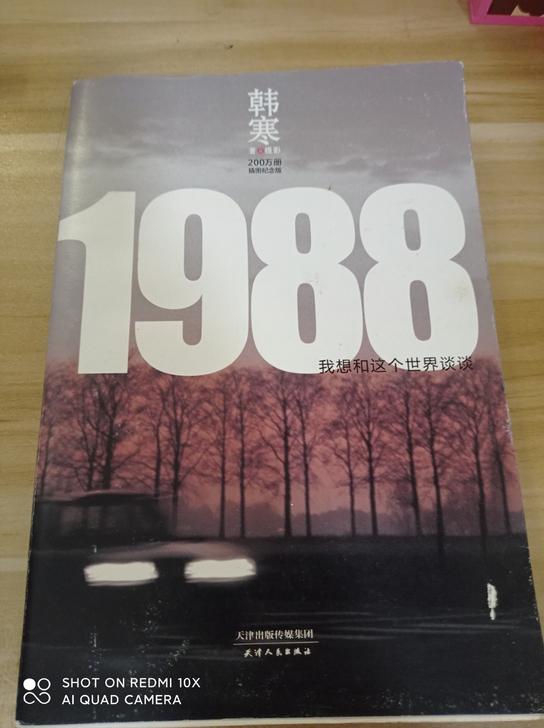 韩
寒
著&摄影
200万册
插图纪念版
1988
我想和这个世界谈谈
天津出版传媒集团
天津人民出版社
SHOT ON REDMI 10X
AI QUAD CAMERA